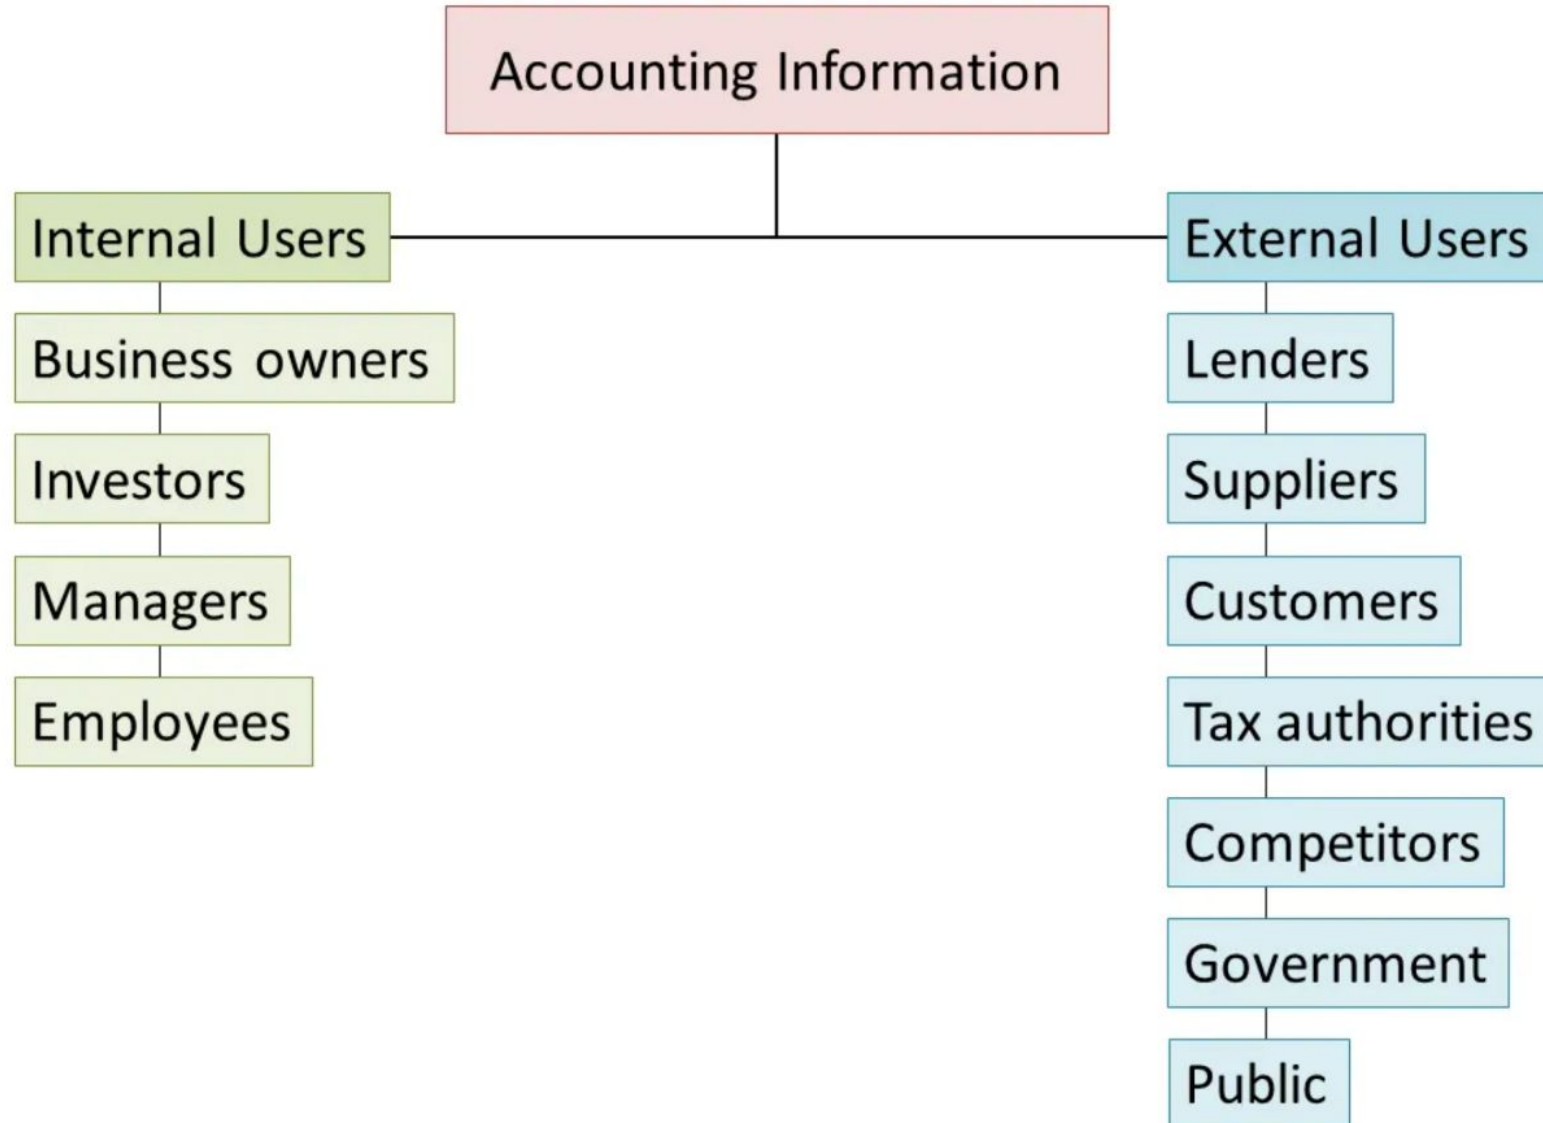 Accounting Information
Internal Users
Business owners
Investors
Managers
Employees
External Users
Lenders
Suppliers
Customers
Tax authorities
Competitors
Government
Public